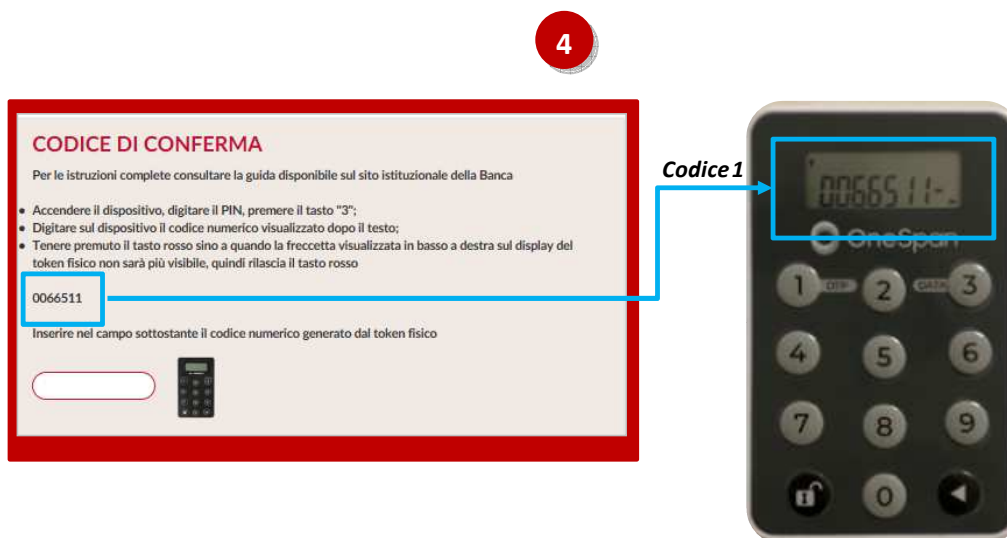 4
CODICE DI CONFERMA
Per le istruzioni complete consultare la guida disponibile sul sito istituzionale della Banca
• Accendere il dispositivo, digitare il PIN, premere il tasto "3";
• Digitare sul dispositivo il codice numerico visualizzato dopo il testo;
• Tenere premuto il tasto rosso sino a quando la freccetta visualizzata in basso a destra sul display del
token fisico non sarà più visibile, quindi rilascia il tasto rosso
0066511
Inserire nel campo sottostante il codice numerico generato dal token fisico
Codice 1
0066511-
OneSpan
1 OTP 2 DATA 3
4 5 6
7 8 9
0